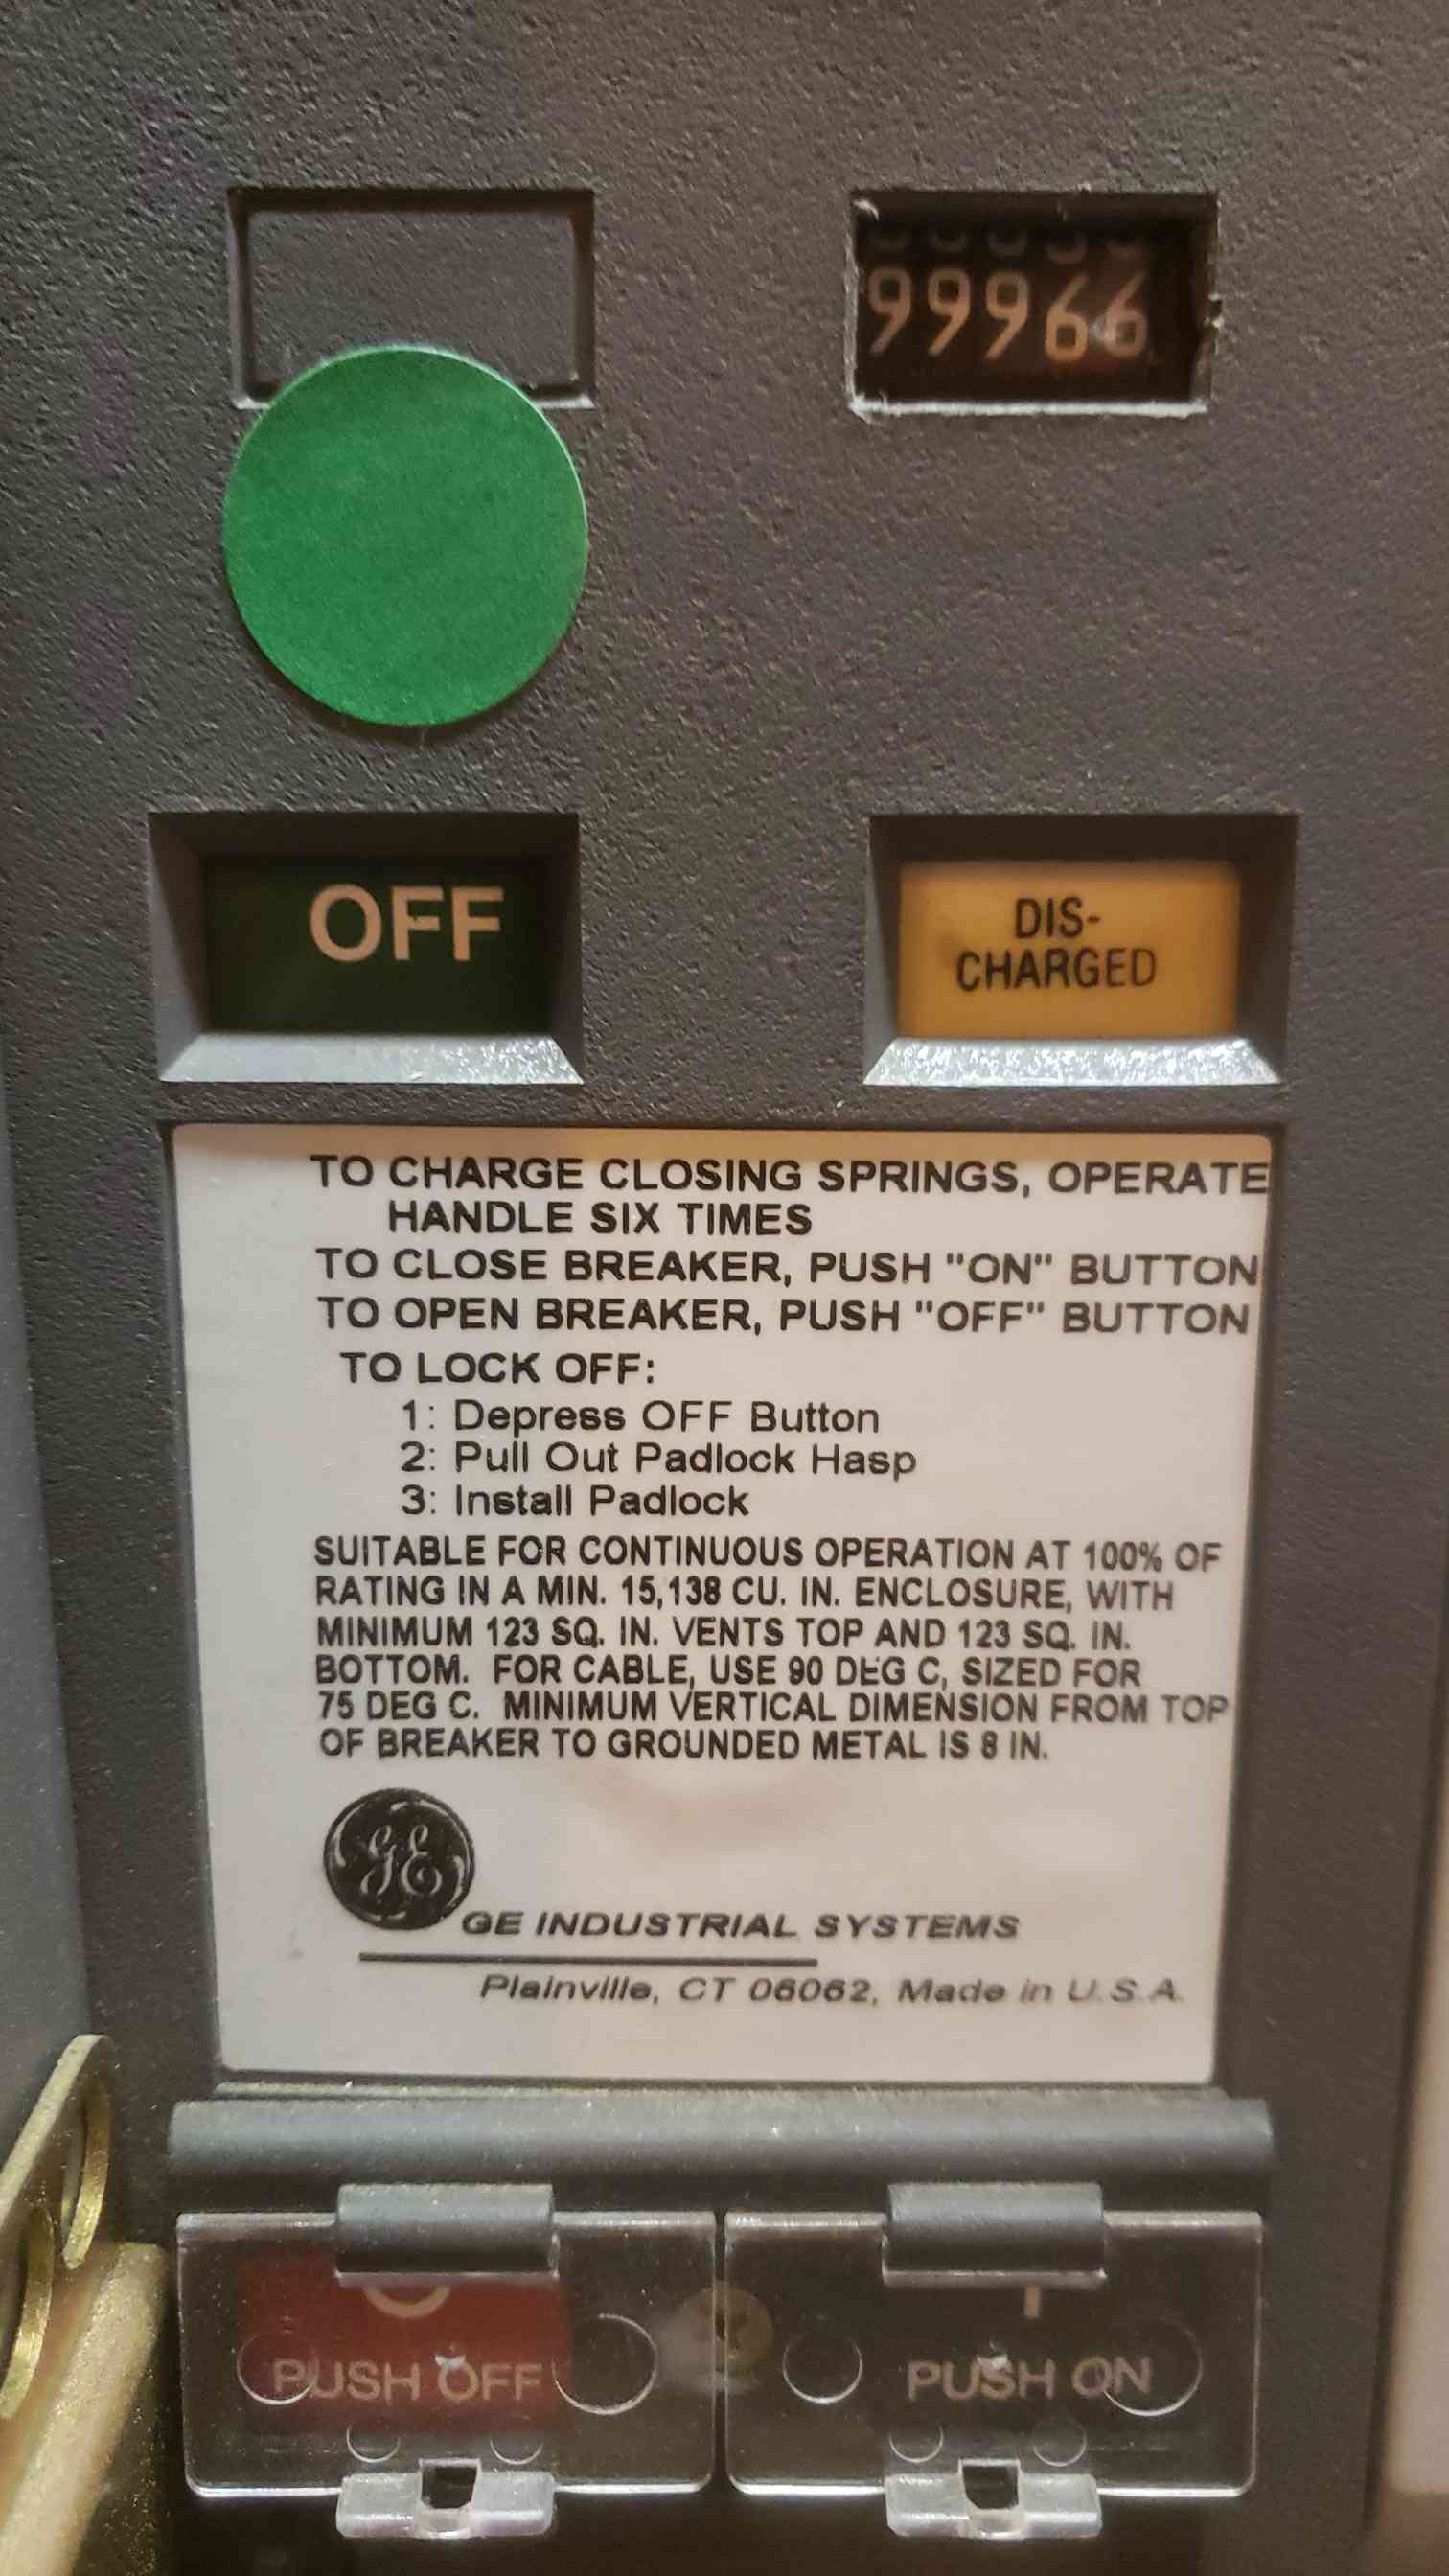 99966
OFF
DIS-
CHARGED
TO CHARGE CLOSING SPRINGS, OPERATE
HANDLE SIX TIMES
TO CLOSE BREAKER, PUSH "ON" BUTTON
TO OPEN BREAKER, PUSH "OFF" BUTTON
TO LOCK OFF:
1: Depress OFF Button
2: Pull Out Padlock Hasp
3: Install Padlock
SUITABLE FOR CONTINUOUS OPERATION AT 100% OF
RATING IN A MIN. 15,138 CU. IN. ENCLOSURE, WITH
MINIMUM 123 SQ. IN. VENTS TOP AND 123 SQ. IN.
BOTTOM. FOR CABLE, USE 90 DEG C, SIZED FOR
75 DEG C. MINIMUM VERTICAL DIMENSION FROM TOP
OF BREAKER TO GROUNDED METAL IS 8 IN.
GE
GE INDUSTRIAL SYSTEMS
Plainville, CT 06062, Made in U.S.A.
PUSH OFF
PUSH ON